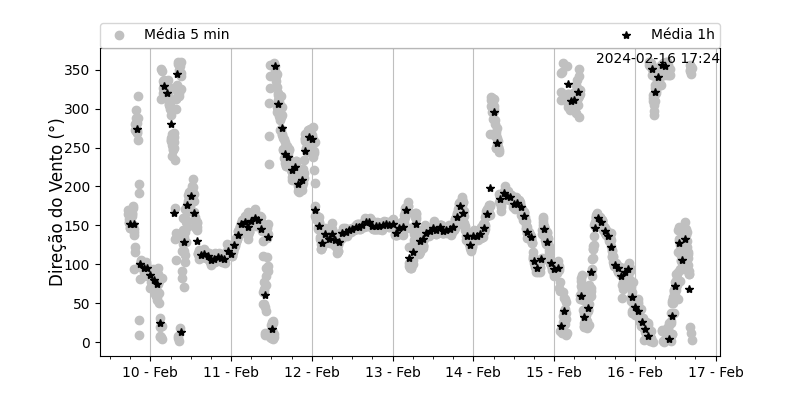 Média 5 min
Média 1h
2024-02-16 17:24
Direção do Vento (°)
350
300
250
200
150
100
50
0
10 - Feb
11 - Feb
12 - Feb
13 - Feb
14 - Feb
15 - Feb
16 - Feb
17 - Feb